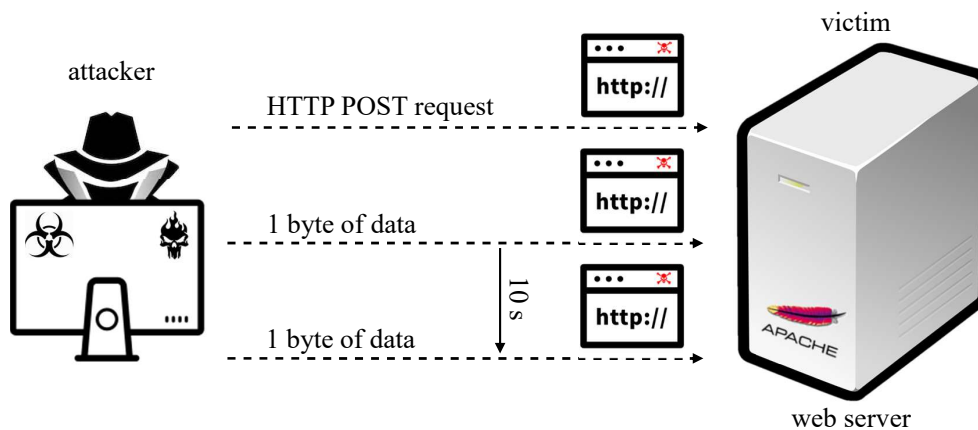 victim
attacker
http://
HTTP POST request
http://
1 byte of data
10 s
http://
1 byte of data
APACHE
web server